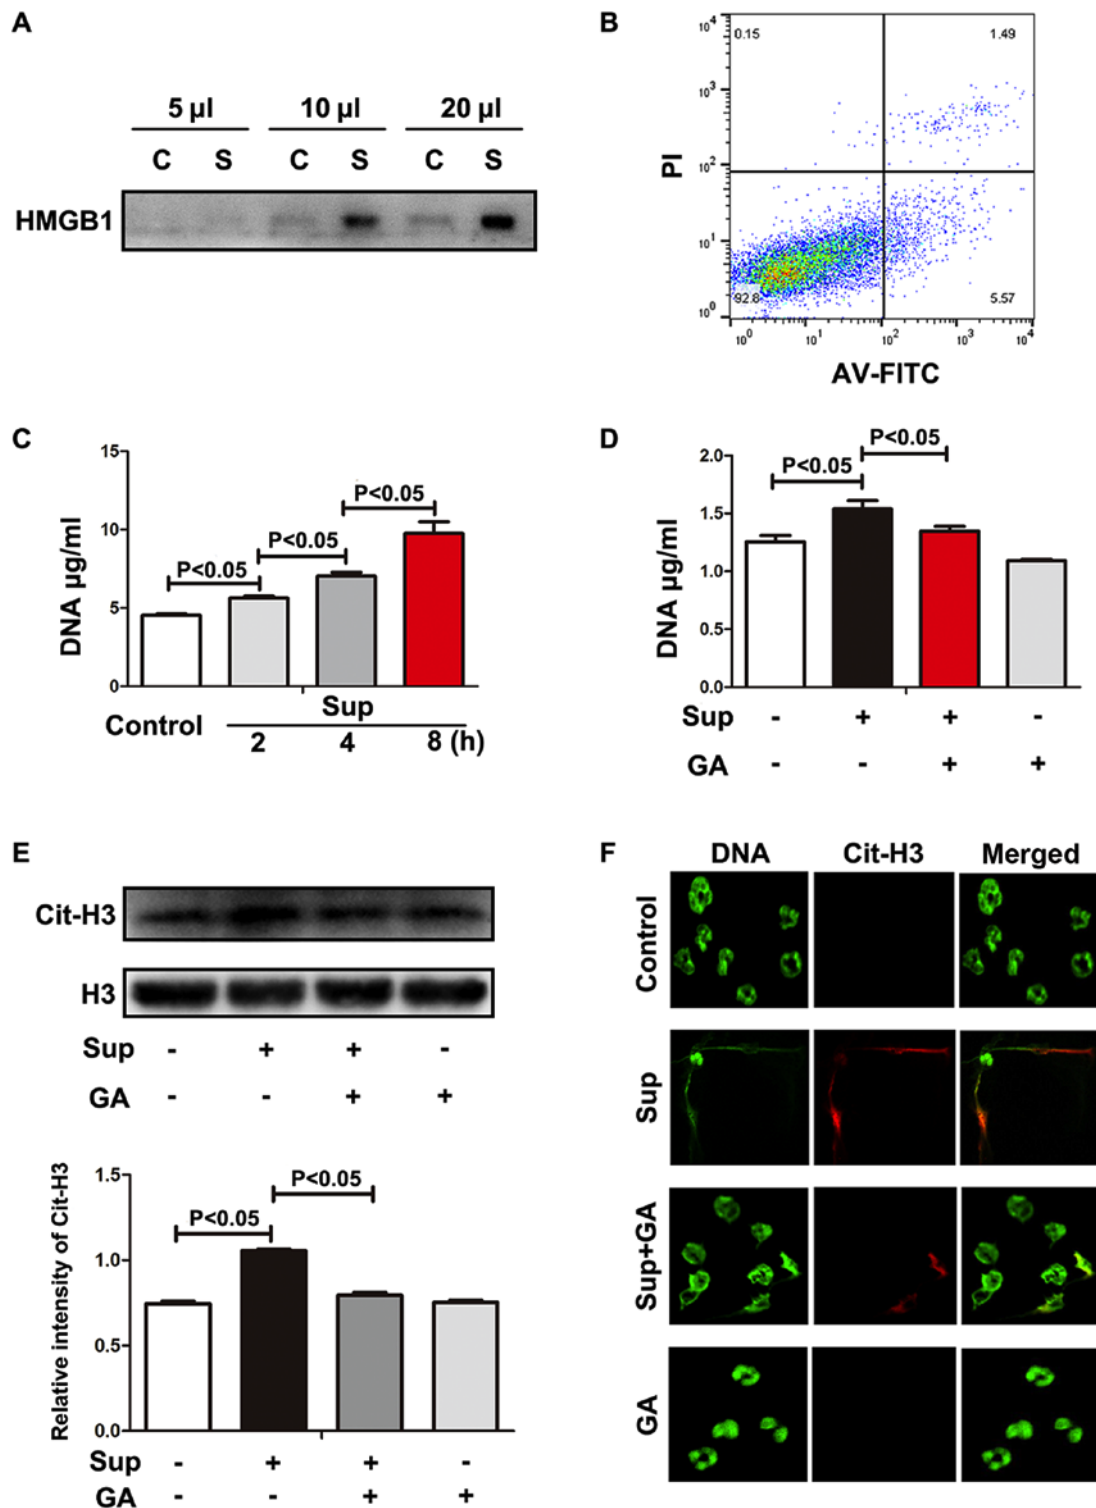 A
5 µl 10 µl 20 µl
C S C S C S
HMGB1
B
10^4
10^3
10^2
10^1
10^0
0.15 1.49
92.8 5.57
PI
10^0 10^1 10^2 10^3 10^4
AV-FITC
C
DNA µg/ml
15
10
5
0
P<0.05
P<0.05
P<0.05
Control
Sup
2 4 8 (h)
D
DNA µg/ml
2.0
1.5
1.0
0.5
0.0
P<0.05
P<0.05
Sup - + + -
GA - - + +
E
Cit-H3
H3
Sup - + + -
GA - - + +
Relative intensity of Cit-H3
1.5
1.0
0.5
0.0
P<0.05
P<0.05
Sup - + + -
GA - - + +
F
DNA Cit-H3 Merged
Control
Sup
Sup+GA
GA